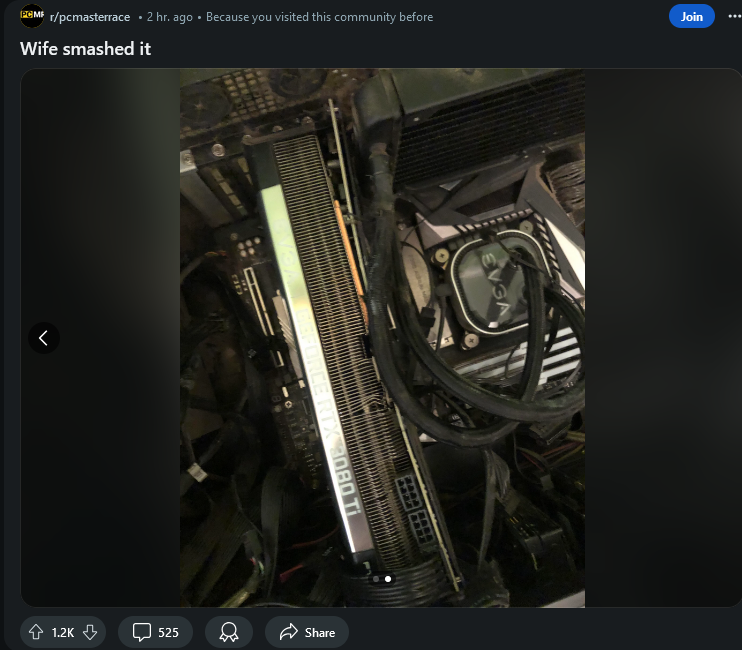 PCMR
r/pcmasterrace • 2 hr. ago • Because you visited this community before
Join
Wife smashed it
EVGA
GEFORCE RTX 3080 Ti
1.2K
525
Share